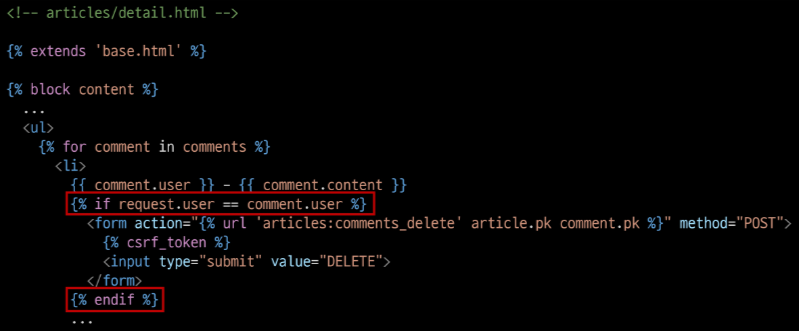 <!-- articles/detail.html -->
{% extends 'base.html' %}
{% block content %}
...
<ul>
{% for comment in comments %}
<li>
{{ comment.user }} - {{ comment.content }}
{% if request.user == comment.user %}
<form action="{% url 'articles:comments_delete' article.pk comment.pk %}" method="POST">
{% csrf_token %}
<input type="submit" value="DELETE">
</form>
{% endif %}
...